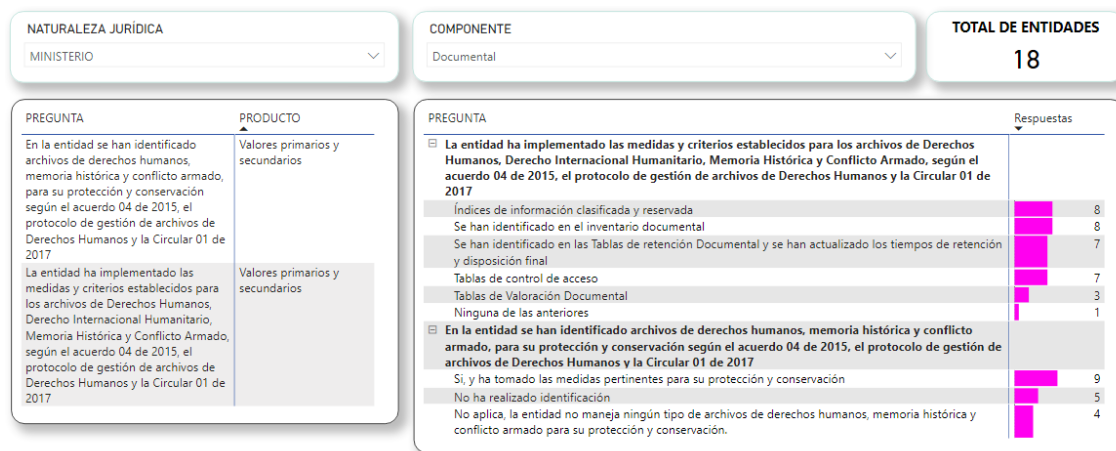 NATURALEZA JURÍDICA
MINISTERIO
COMPONENTE
Documental
TOTAL DE ENTIDADES
18
PREGUNTA PRODUCTO
En la entidad se han identificado
archivos de derechos humanos,
memoria histórica y conflicto armado,
para su protección y conservación
según el acuerdo 04 de 2015, el
protocolo de gestión de archivos de
Derechos Humanos y la Circular 01 de
2017
Valores primarios y
secundarios
La entidad ha implementado las
medidas y criterios establecidos para
los archivos de Derechos Humanos,
Derecho Internacional Humanitario,
Memoria Histórica y Conflicto Armado,
según el acuerdo 04 de 2015, el
protocolo de gestión de archivos de
Derechos Humanos y la Circular 01 de
2017
Valores primarios y
secundarios
PREGUNTA Respuestas
La entidad ha implementado las medidas y criterios establecidos para los archivos de Derechos
Humanos, Derecho Internacional Humanitario, Memoria Histórica y Conflicto Armado, según el
acuerdo 04 de 2015, el protocolo de gestión de archivos de Derechos Humanos y la Circular 01 de
2017
Índices de información clasificada y reservada 8
Se han identificado en el inventario documental 8
Se han identificado en las Tablas de retención Documental y se han actualizado los tiempos de retención 7
y disposición final
Tablas de control de acceso 7
Tablas de Valoración Documental 3
Ninguna de las anteriores 1
En la entidad se han identificado archivos de derechos humanos, memoria histórica y conflicto
armado, para su protección y conservación según el acuerdo 04 de 2015, el protocolo de gestión de
archivos de Derechos Humanos y la Circular 01 de 2017
Si, y ha tomado las medidas pertinentes para su protección y conservación 9
No ha realizado identificación 5
No aplica, la entidad no maneja ningún tipo de archivos de derechos humanos, memoria histórica y 4
conflicto armado para su protección y conservación.